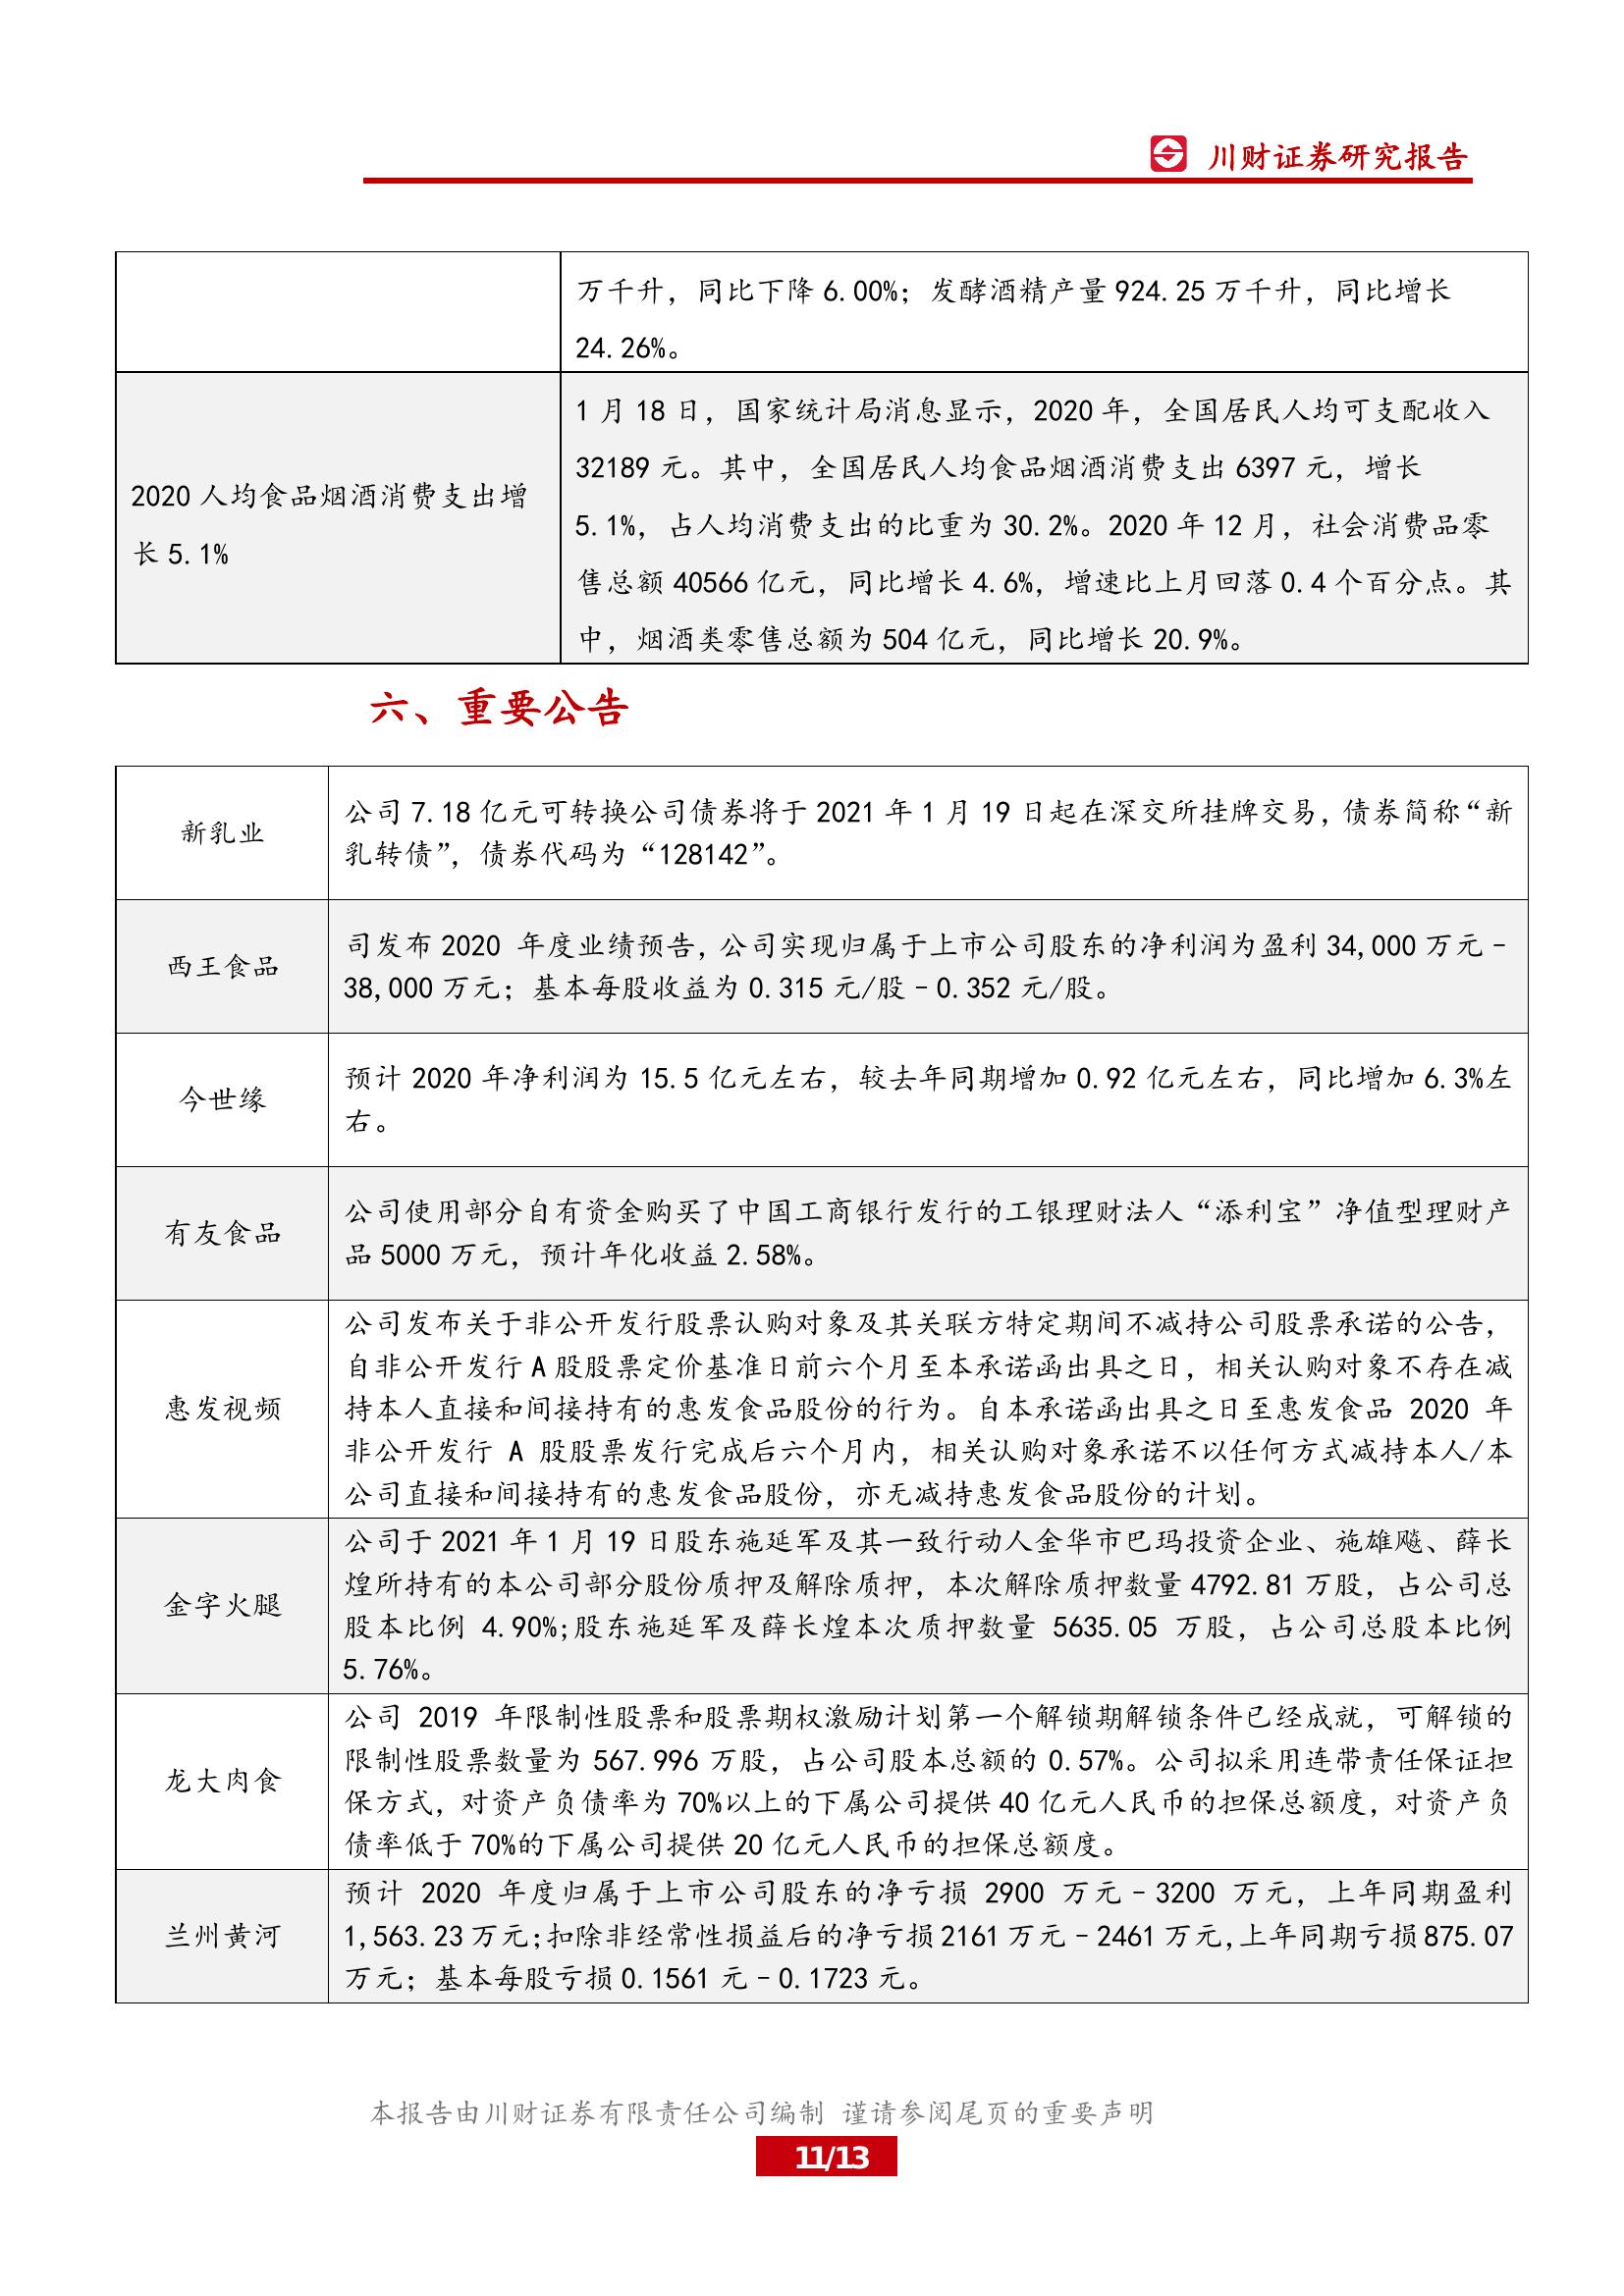 川财证券研究报告
万千升，同比下降 6.00%；发酵酒精产量 924.25 万千升，同比增长
24.26%。
2020 人均食品烟酒消费支出增
长 5.1%
1 月 18 日，国家统计局消息显示，2020 年，全国居民人均可支配收入
32189 元。其中，全国居民人均食品烟酒消费支出 6397 元，增长
5.1%，占人均消费支出的比重为 30.2%。2020 年 12 月，社会消费品零
售总额 40566 亿元，同比增长 4.6%，增速比上月回落 0.4 个百分点。其
中，烟酒类零售总额为 504 亿元，同比增长 20.9%。
六、重要公告
新乳业
公司 7.18 亿元可转换公司债券将于 2021 年 1 月 19 日起在深交所挂牌交易，债券简称“新
乳转债”，债券代码为“128142”。
西王食品
司发布 2020 年度业绩预告，公司实现归属于上市公司股东的净利润为盈利 34,000 万元–
38,000 万元；基本每股收益为 0.315 元/股–0.352 元/股。
今世缘
预计 2020 年净利润为 15.5 亿元左右，较去年同期增加 0.92 亿元左右，同比增加 6.3%左
右。
有友食品
公司使用部分自有资金购买了中国工商银行发行的工银理财法人“添利宝”净值型理财产
品 5000 万元，预计年化收益 2.58%。
惠发视频
公司发布关于非公开发行股票认购对象及其关联方特定期间不减持公司股票承诺的公告，
自非公开发行 A 股股票定价基准日前六个月至本承诺函出具之日，相关认购对象不存在减
持本人直接和间接持有的惠发食品股份的行为。自本承诺函出具之日至惠发食品 2020 年
非公开发行 A 股股票发行完成后六个月内，相关认购对象承诺不以任何方式减持本人/本
公司直接和间接持有的惠发食品股份，亦无减持惠发食品股份的计划。
金字火腿
公司于 2021 年 1 月 19 日股东施延军及其一致行动人金华市巴玛投资企业、施雄飚、薛长
煌所持有的本公司部分股份质押及解除质押，本次解除质押数量 4792.81 万股，占公司总
股本比例 4.90%;股东施延军及薛长煌本次质押数量 5635.05 万股，占公司总股本比例
5.76%。
龙大肉食
公司 2019 年限制性股票和股票期权激励计划第一个解锁期解锁条件已经成就，可解锁的
限制性股票数量为 567.996 万股，占公司股本总额的 0.57%。公司拟采用连带责任保证担
保方式，对资产负债率为 70%以上的下属公司提供 40 亿元人民币的担保总额度，对资产负
债率低于 70%的下属公司提供 20 亿元人民币的担保总额度。
兰州黄河
预计 2020 年度归属于上市公司股东的净亏损 2900 万元–3200 万元，上年同期盈利
1,563.23 万元;扣除非经常性损益后的净亏损 2161 万元–2461 万元,上年同期亏损 875.07
万元；基本每股亏损 0.1561 元–0.1723 元。
本报告由川财证券有限责任公司编制 谨请参阅尾页的重要声明
11/13